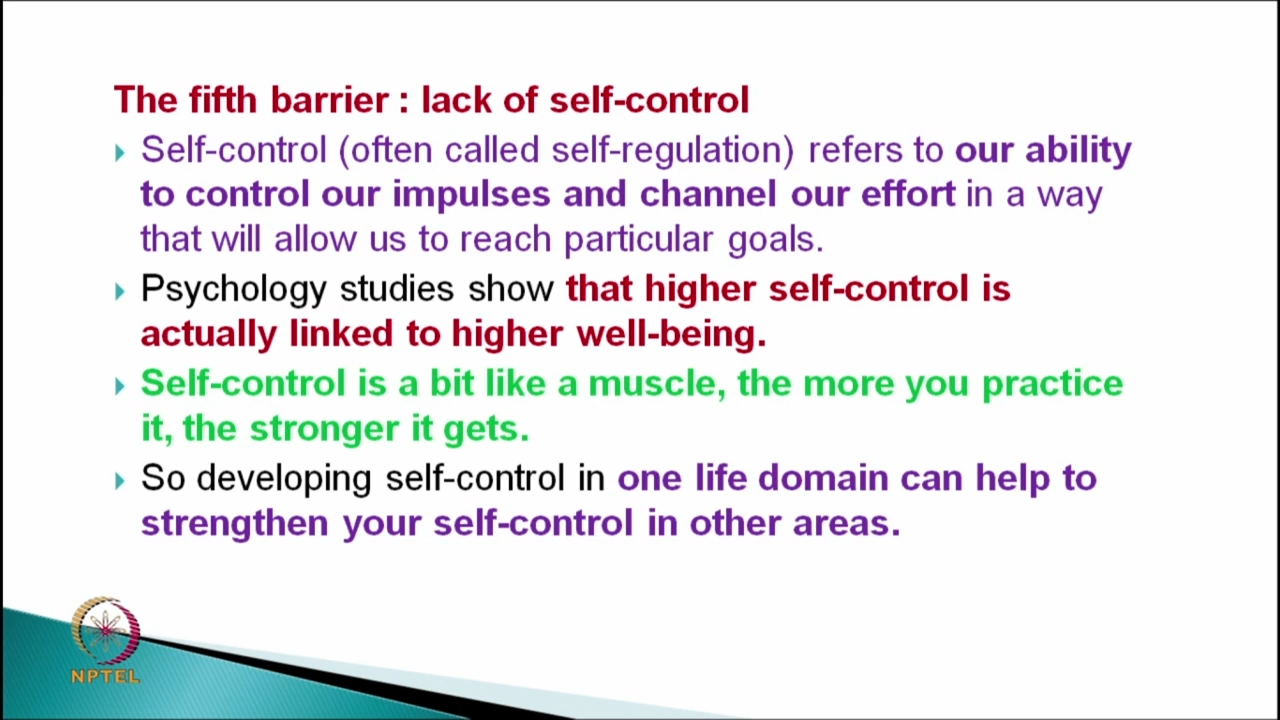 The fifth barrier : lack of self-control
Self-control (often called self-regulation) refers to our ability
to control our impulses and channel our effort in a way
that will allow us to reach particular goals.
Psychology studies show that higher self-control is
actually linked to higher well-being.
Self-control is a bit like a muscle, the more you practice
it, the stronger it gets.
So developing self-control in one life domain can help to
strengthen your self-control in other areas.
NPTEL